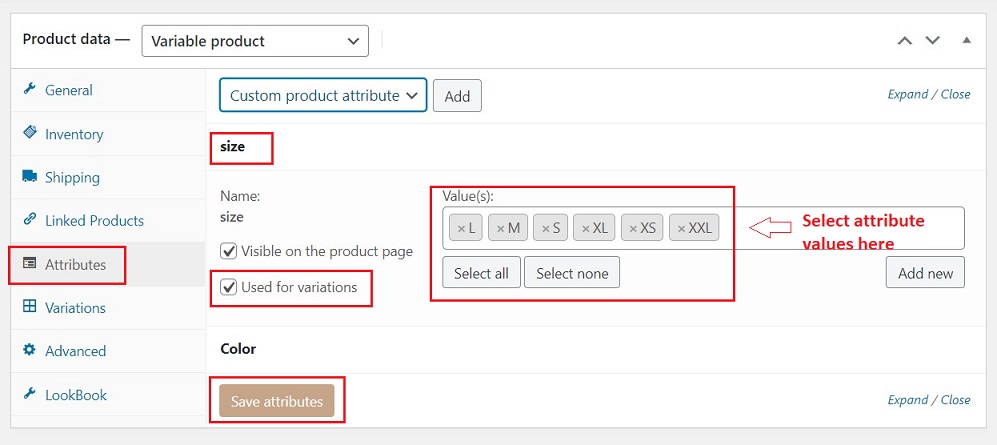 Product data — Variable product
General
Inventory
Shipping
Linked Products
Attributes
Variations
Advanced
LookBook
Custom product attribute Add Expand / Close
size
Name:
size
Visible on the product page
Used for variations
Value(s):
× L × M × S × XL × XS × XXL
Select all Select none Add new
Select attribute
values here
Color
Save attributes Expand / Close